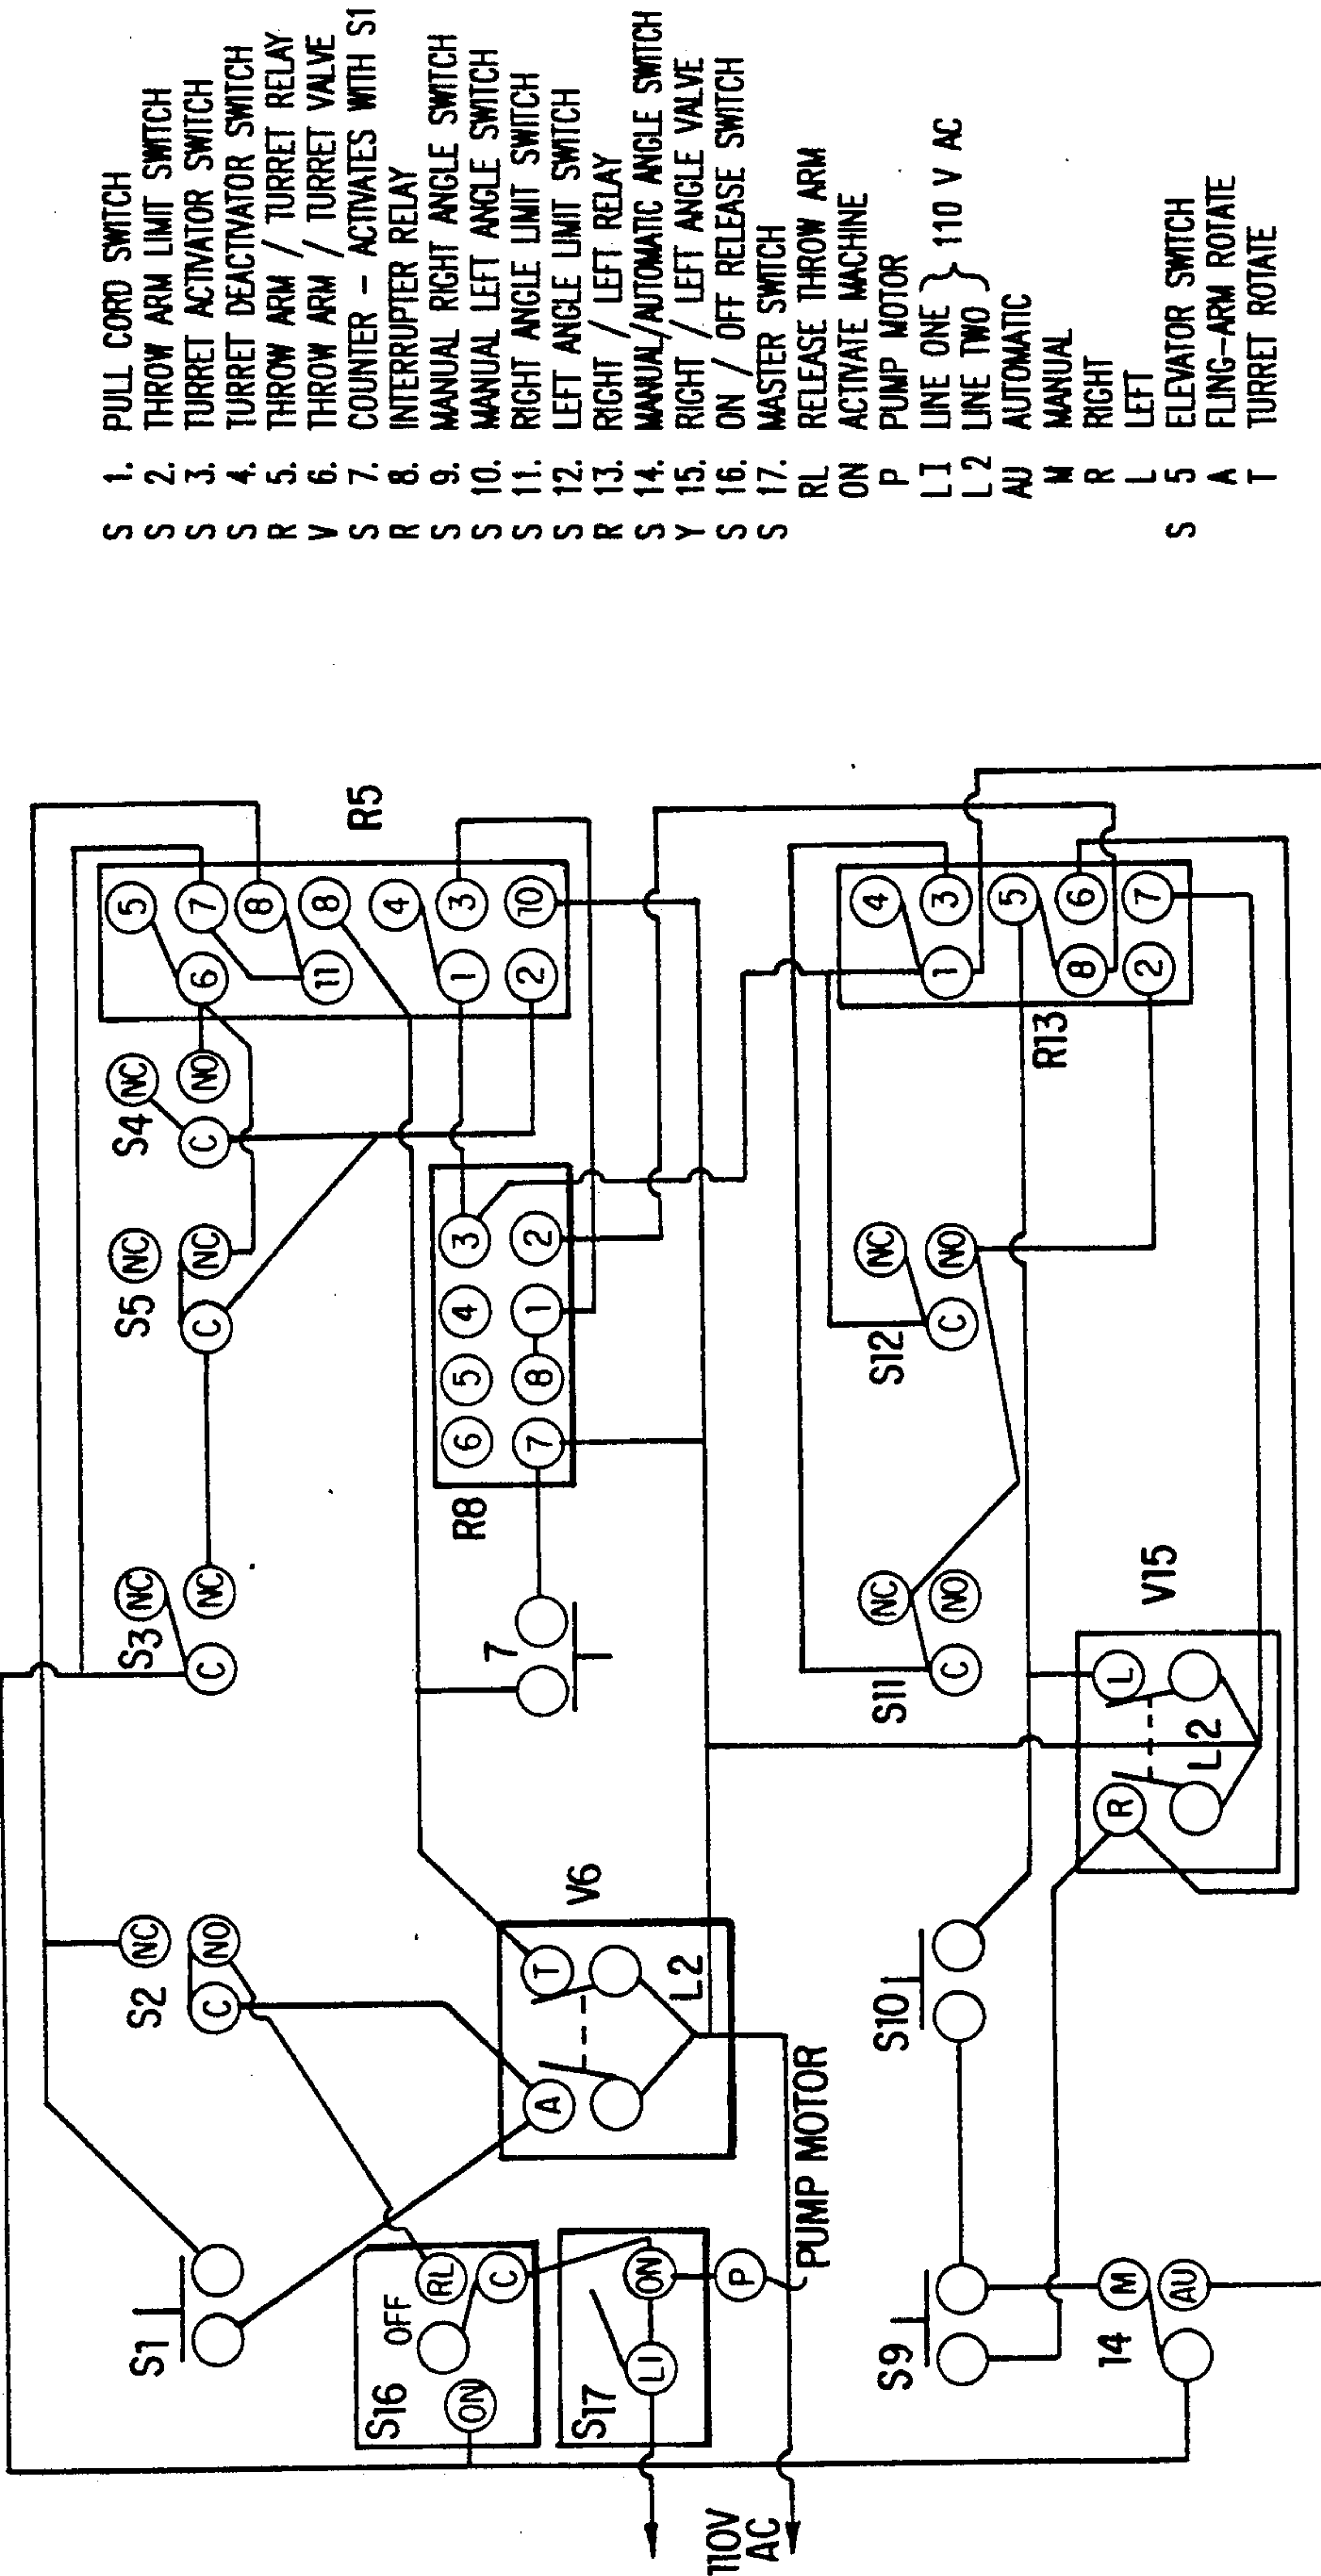 S 1. PULL CORD SWITCH
S 2. THROW ARM LIMIT SWITCH
S 3. TURRET ACTIVATOR SWITCH
S 4. TURRET DEACTIVATOR SWITCH
R 5. THROW ARM / TURRET RELAY
V 6. THROW ARM / TURRET VALVE
S 7. COUNTER - ACTIVATES WITH S1
R 8. INTERRUPTER RELAY
S 9. MANUAL RIGHT ANGLE SWITCH
S 10. MANUAL LEFT ANGLE SWITCH
S 11. RIGHT ANGLE LIMIT SWITCH
S 12. LEFT ANGLE LIMIT SWITCH
R 13. RIGHT / LEFT RELAY
S 14. MANUAL/AUTOMATIC ANGLE SWITCH
Y 15. RIGHT / LEFT ANGLE VALVE
S 16. ON / OFF RELEASE SWITCH
S 17. MASTER SWITCH
RL RELEASE THROW ARM
ON ACTIVATE MACHINE
P PUMP MOTOR
L1 LINE ONE } 110 V AC
L2 LINE TWO
AU AUTOMATIC
M MANUAL
R RIGHT
L LEFT
S 5 ELEVATOR SWITCH
A FLING-ARM ROTATE
T TURRET ROTATE
S1
S2
NC
C
NO
S3
NC
C
NC
S5
NC
C
NC
S4
NC
C
NO
R5
5
6
7
8
11
8
4
1
3
2
10
S16
OFF
ON
RL
C
S17
L1
ON
P
PUMP MOTOR
110V
AC
V6
A
T
L2
7
R8
6
5
4
3
7
8
1
2
S9
S10
14
M
AU
S11
NC
C
NO
S12
NC
C
NO
R13
4
1
3
5
8
6
2
7
V15
R
L
L2